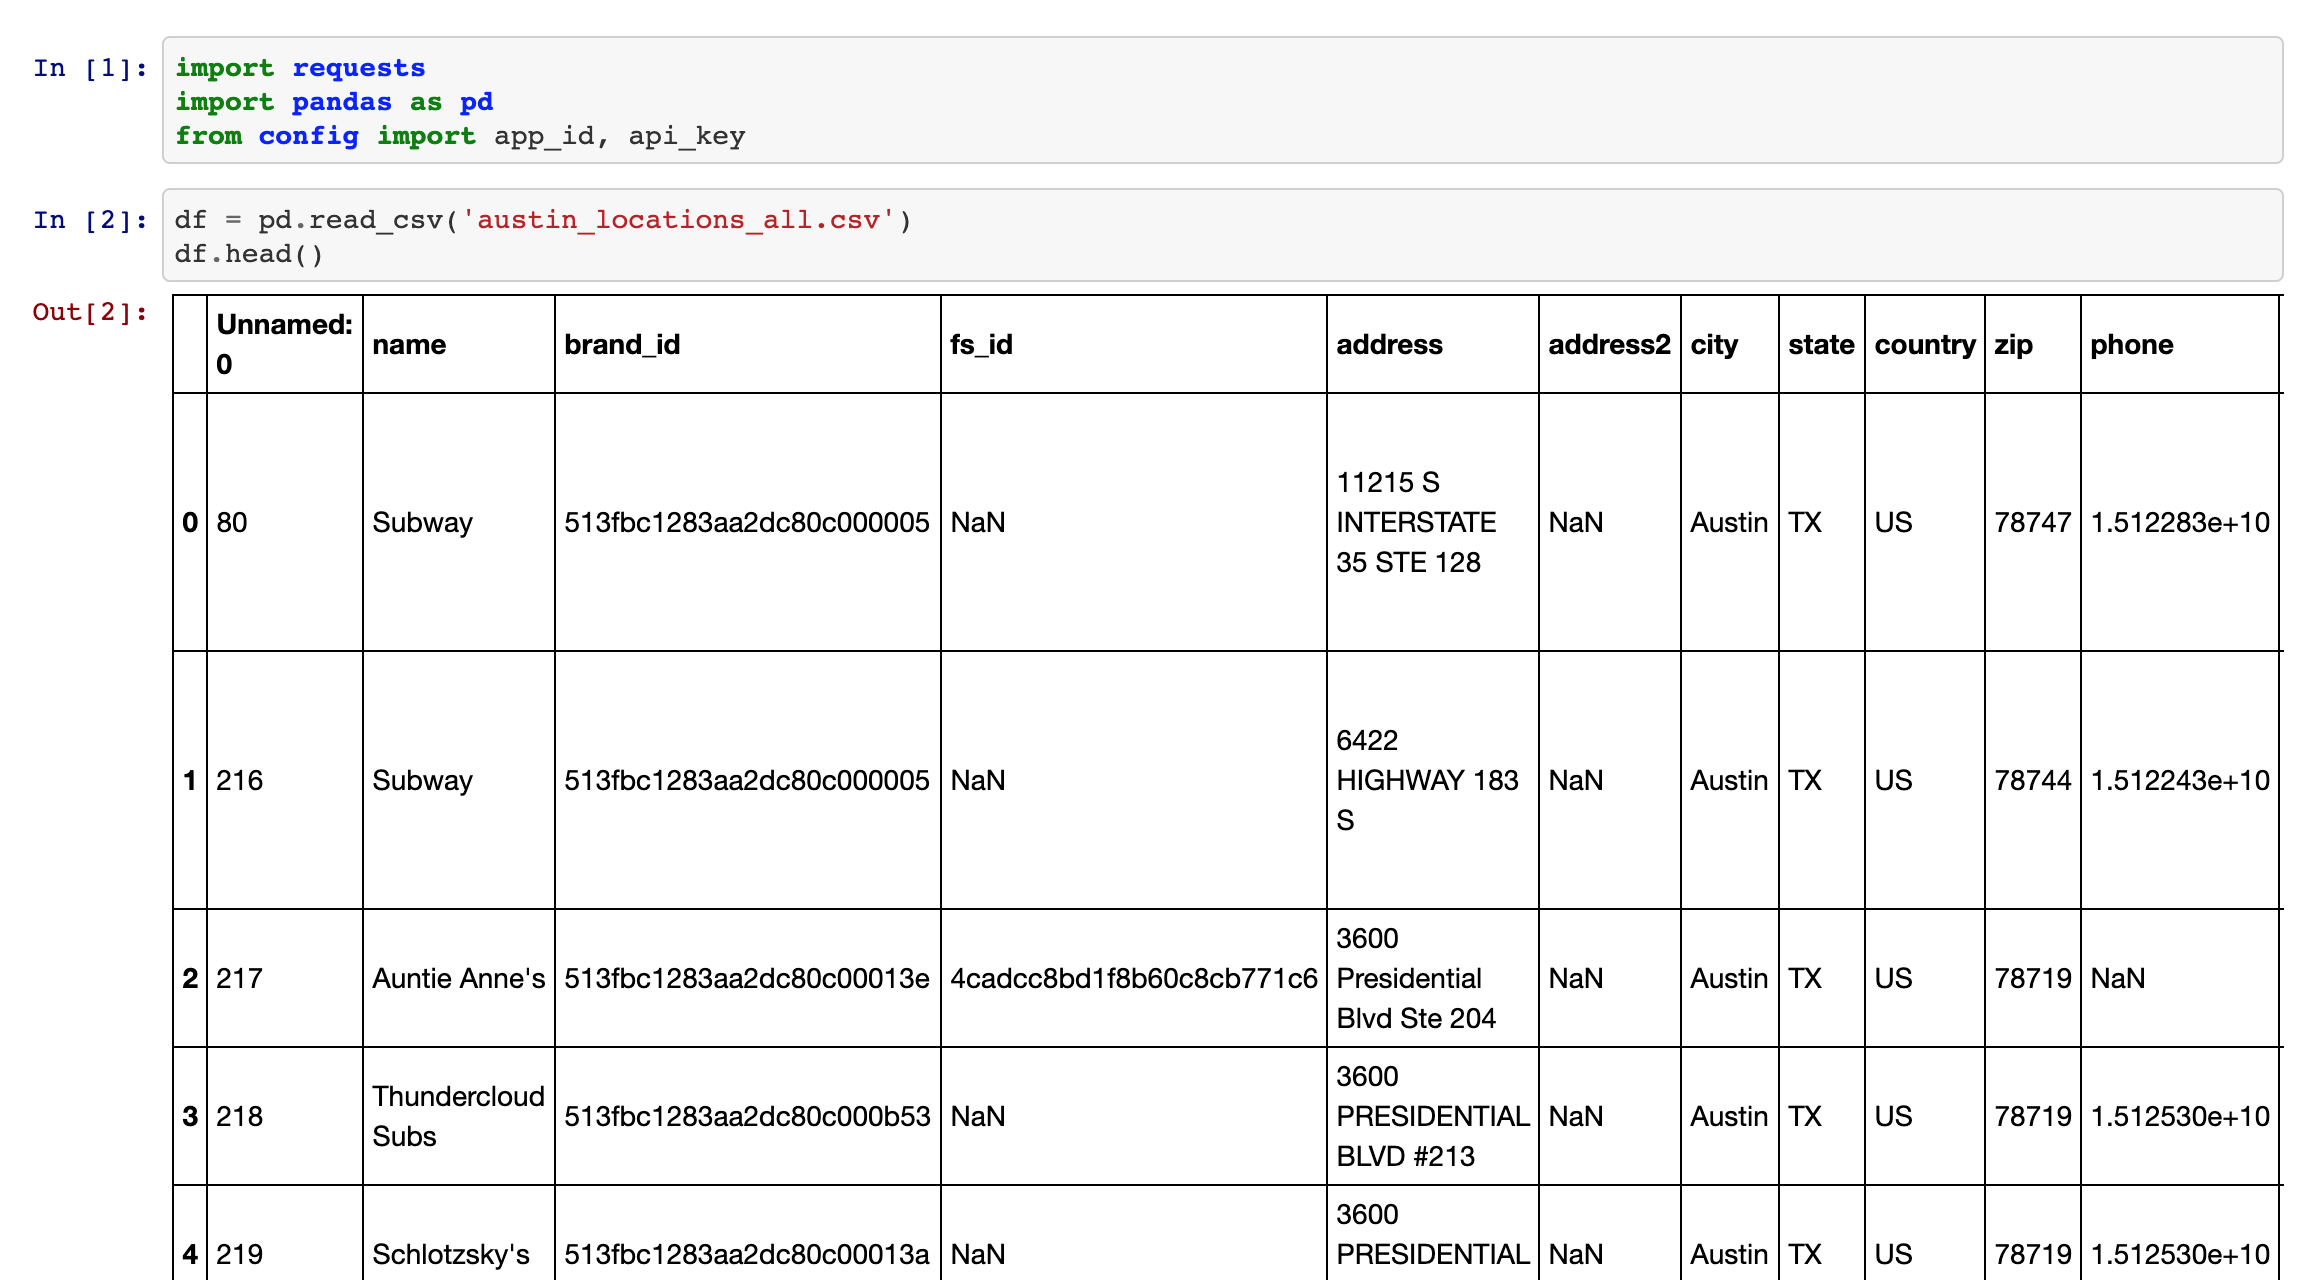 In [1]:
import requests
import pandas as pd
from config import app_id, api_key
In [2]:
df = pd.read_csv('austin_locations_all.csv')
df.head()
Out[2]:
Unnamed: 0 name brand_id fs_id address address2 city state country zip phone
0 80 Subway 513fbc1283aa2dc80c000005 NaN 11215 S INTERSTATE 35 STE 128 NaN Austin TX US 78747 1.512283e+10
1 216 Subway 513fbc1283aa2dc80c000005 NaN 6422 HIGHWAY 183 S NaN Austin TX US 78744 1.512243e+10
2 217 Auntie Anne's 513fbc1283aa2dc80c00013e 4cadcc8bd1f8b60c8cb771c6 3600 Presidential Blvd Ste 204 NaN Austin TX US 78719 NaN
3 218 Thundercloud Subs 513fbc1283aa2dc80c000b53 NaN 3600 PRESIDENTIAL BLVD #213 NaN Austin TX US 78719 1.512530e+10
4 219 Schlotzsky's 513fbc1283aa2dc80c00013a NaN 3600 PRESIDENTIAL NaN Austin TX US 78719 1.512530e+10